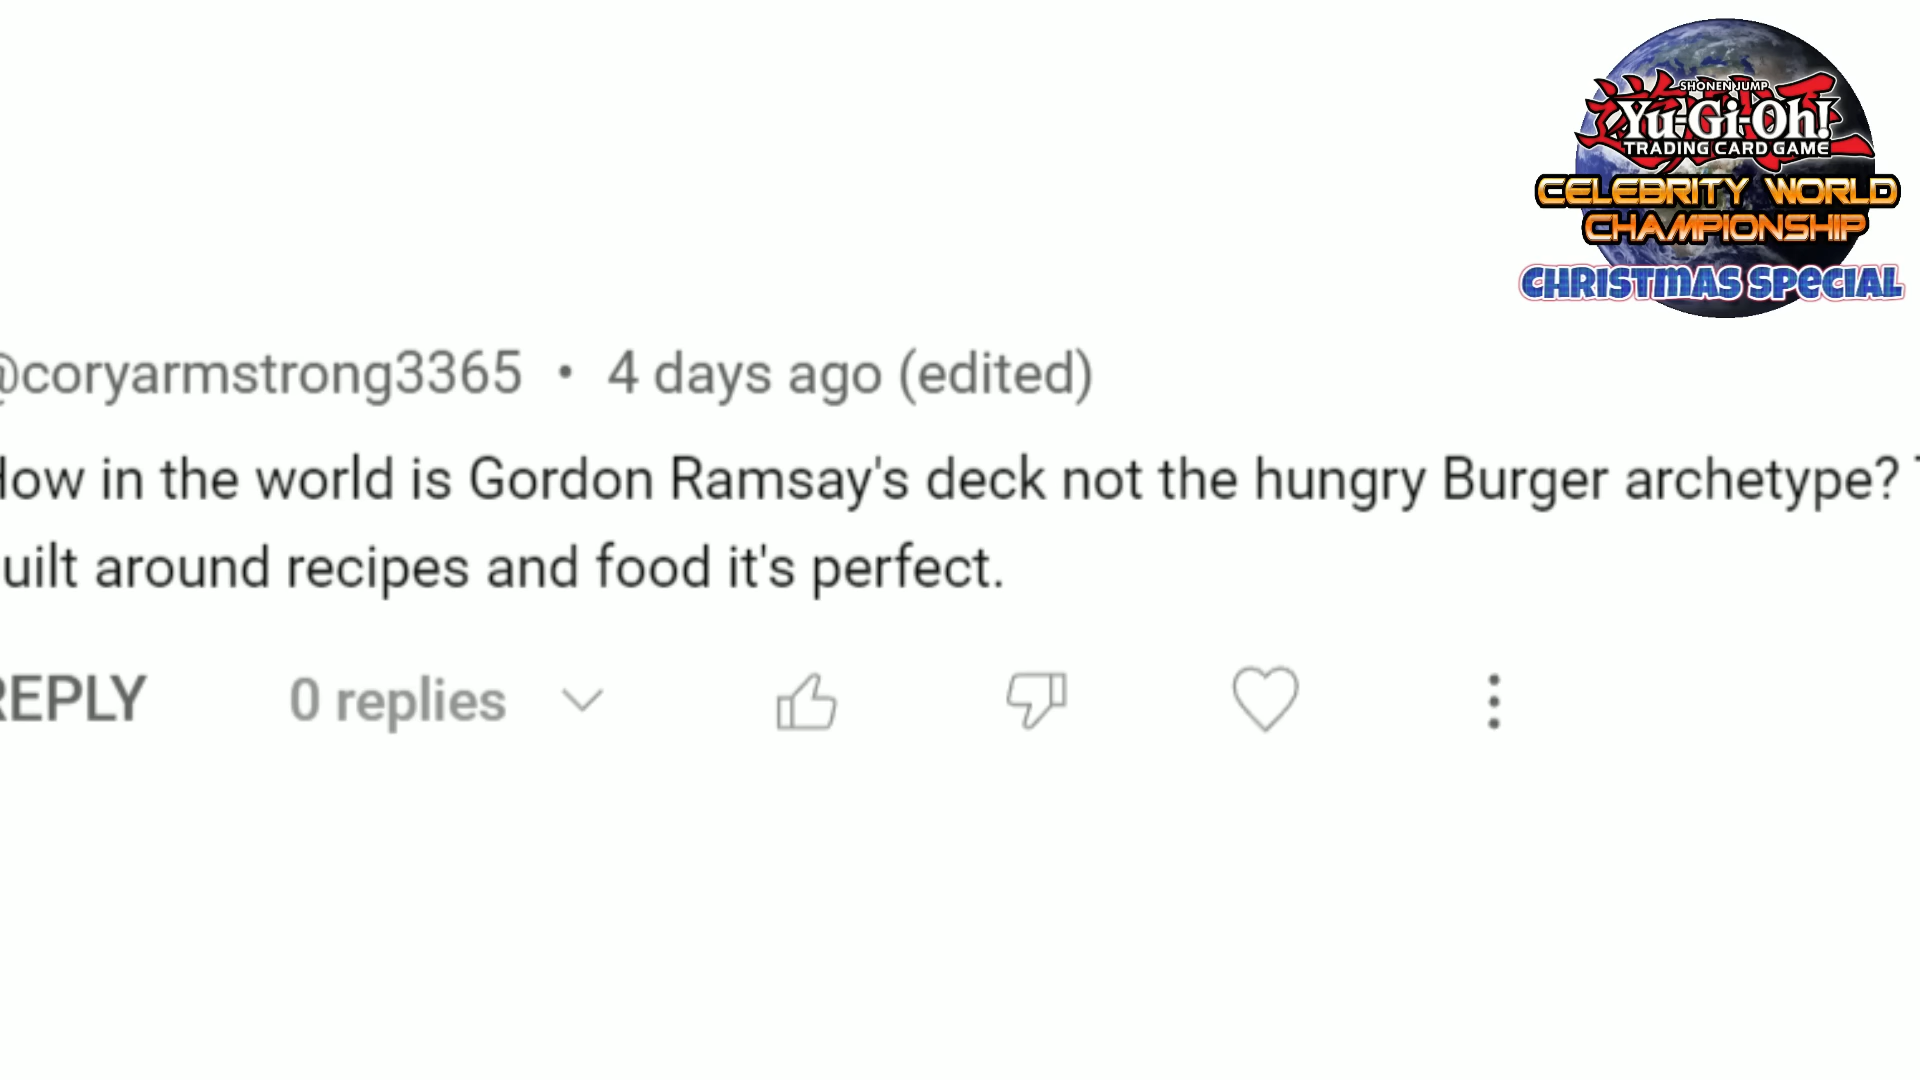 SHONEN JUMP
Yu-Gi-Oh!
TRADING CARD GAME
CELEBRITY WORLD
CHAMPIONSHIP
CHRISTMAS SPECIAL
@coryarmstrong3365 • 4 days ago (edited)
How in the world is Gordon Ramsay's deck not the hungry Burger archetype?
uilt around recipes and food it's perfect.
REPLY 0 replies